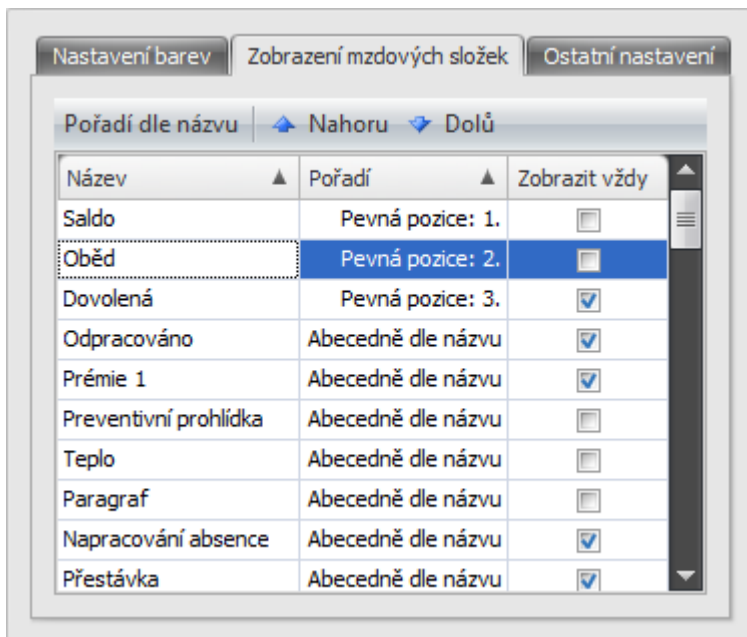 Nastavení barev Zobrazení mzdových složek Ostatní nastavení
Pořadí dle názvu Nahoru Dolů
Název Pořadí Zobrazit vždy
Saldo Pevná pozice: 1.
Oběd Pevná pozice: 2.
Dovolená Pevná pozice: 3.
Odpracováno Abecedně dle názvu
Prémie 1 Abecedně dle názvu
Preventivní prohlídka Abecedně dle názvu
Teplo Abecedně dle názvu
Paragraf Abecedně dle názvu
Napracování absence Abecedně dle názvu
Přestávka Abecedně dle názvu